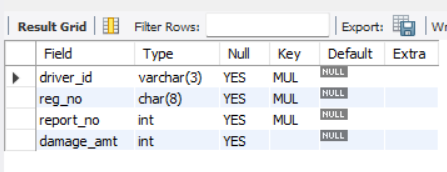 Result Grid Filter Rows: Export: Wr
Field Type Null Key Default Extra
driver_id varchar(3) YES MUL NULL
reg_no char(8) YES MUL NULL
report_no int YES MUL NULL
damage_amt int YES NULL